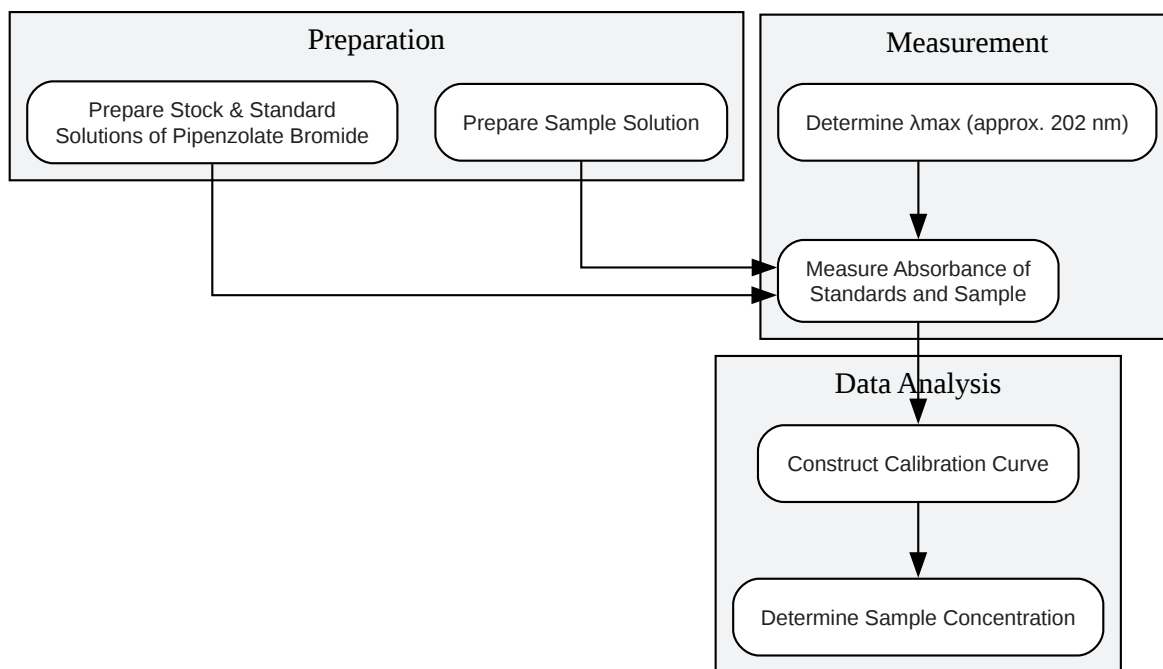 Preparation
Prepare Stock & Standard
Solutions of Pipenzolate Bromide
Prepare Sample Solution
Measurement
Determine λmax (approx. 202 nm)
Measure Absorbance of
Standards and Sample
Data Analysis
Construct Calibration Curve
Determine Sample Concentration